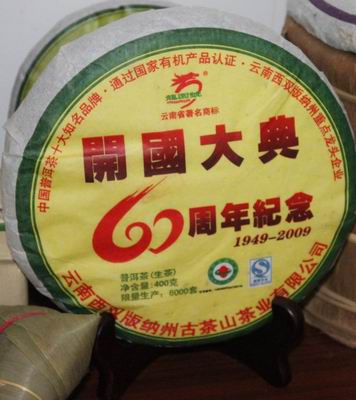 中国普洱茶十大知名品牌·通过国家有机产品认证·云南西双版纳州重点龙头企业
云南省著名商标
開國大典
60周年紀念
1949-2009
普洱茶(生茶)
净含量:400克
限量生产:6000套
云南西双版纳州古茶山茶业有限公司